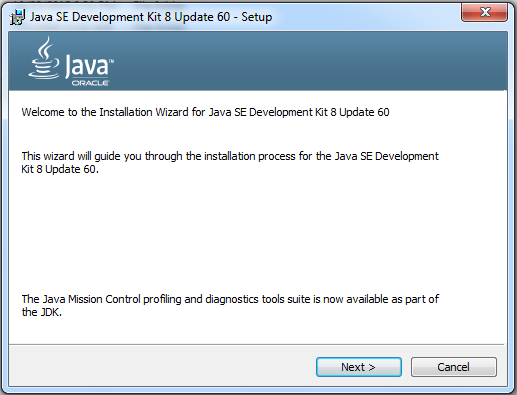 Java SE Development Kit 8 Update 60 - Setup
Java™
ORACLE
Welcome to the Installation Wizard for Java SE Development Kit 8 Update 60
This wizard will guide you through the installation process for the Java SE Development
Kit 8 Update 60.
The Java Mission Control profiling and diagnostics tools suite is now available as part of
the JDK.
Next >
Cancel